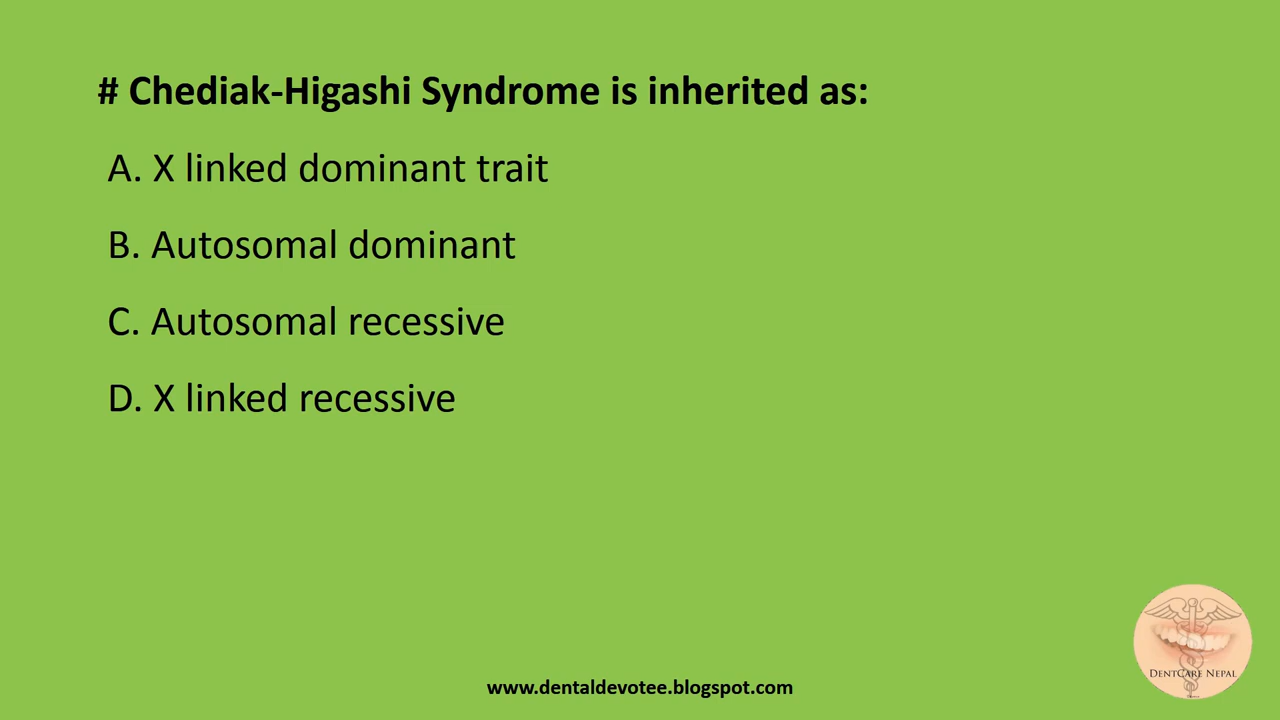 # Chediak-Higashi Syndrome is inherited as:
A. X linked dominant trait
B. Autosomal dominant
C. Autosomal recessive
D. X linked recessive
DentCare Nepal
www.dentaldevotee.blogspot.com